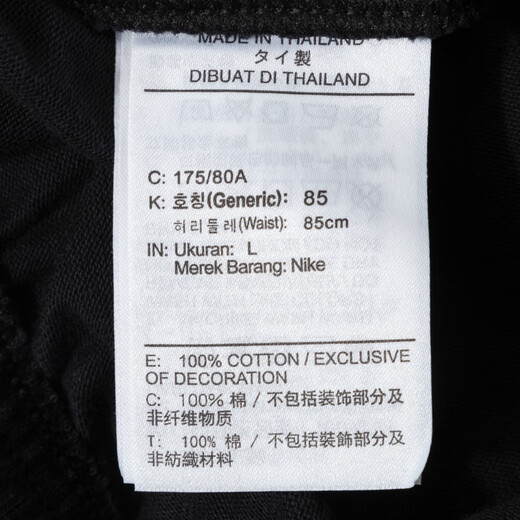 MADE IN THAILAND
タイ製
DIBUAT DI THAILAND
C: 175/80A
K: 호칭(Generic): 85
허리둘레(Waist): 85cm
IN: Ukuran: L
Merek Barang: Nike
E: 100% COTTON / EXCLUSIVE
OF DECORATION
C: 100% 棉 / 不包括装饰部分及
非纤维物质
T: 100% 棉 / 不包括裝飾部分及
非紡織材料